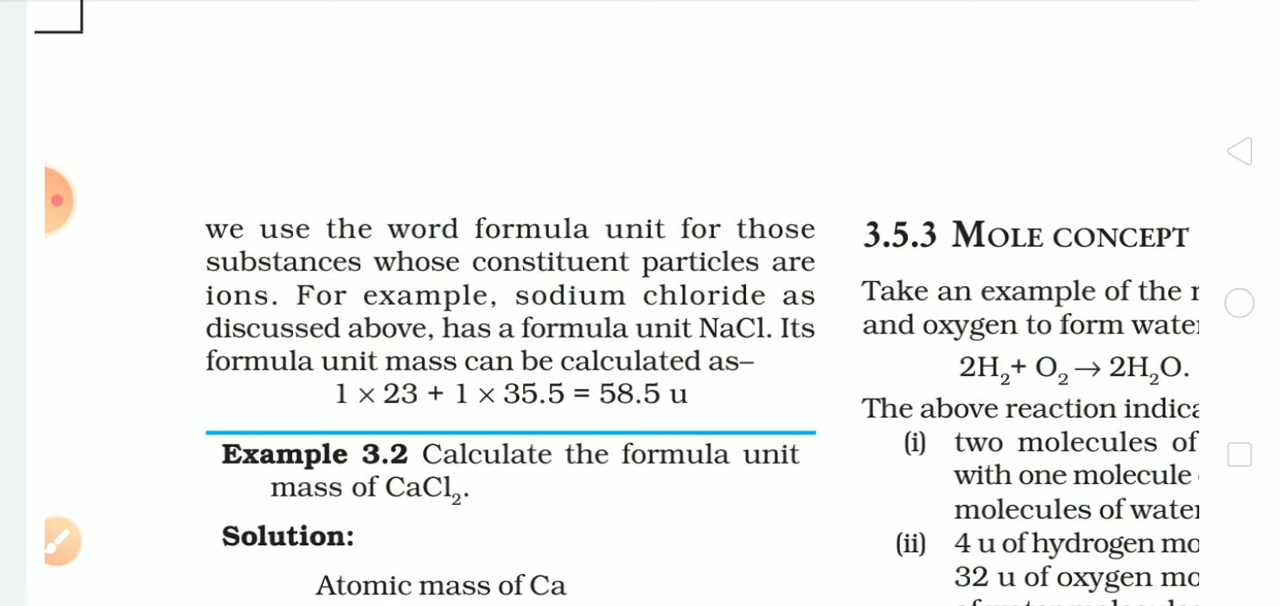 we use the word formula unit for those
substances whose constituent particles are
ions. For example, sodium chloride as
discussed above, has a formula unit NaCl. Its
formula unit mass can be calculated as–
1 × 23 + 1 × 35.5 = 58.5 u
Example 3.2 Calculate the formula unit
mass of CaCl₂.
Solution:
Atomic mass of Ca
3.5.3 MOLE CONCEPT
Take an example of the
and oxygen to form
2H₂+ O₂ → 2H₂O.
The above reaction
(i) two molecules of
with one molecule
molecules of
(ii) 4 u of hydrogen
32 u of oxygen